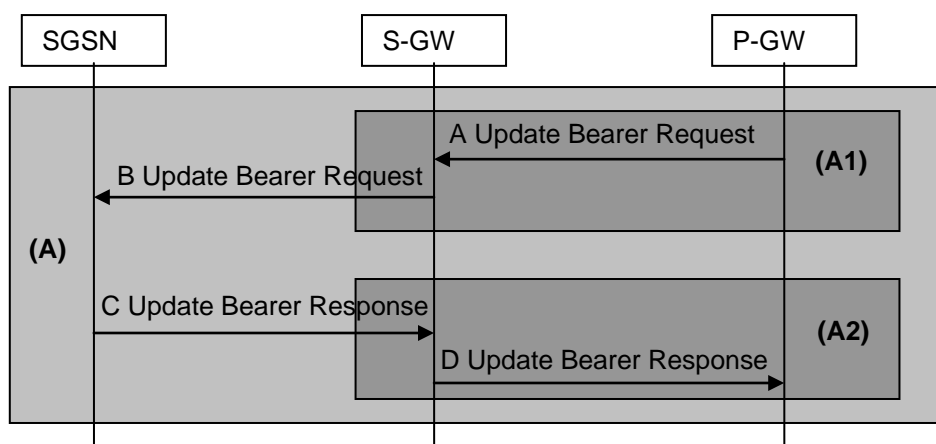 SGSN
S-GW
P-GW
A Update Bearer Request
(A1)
B Update Bearer Request
(A)
C Update Bearer Response
(A2)
D Update Bearer Response